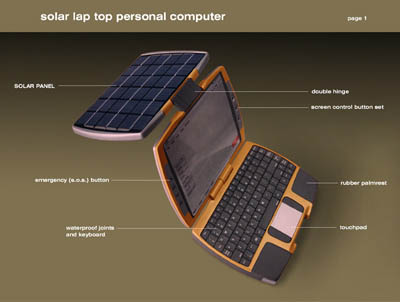 solar lap top personal computer
page 1
SOLAR PANEL
double hinge
screen control button set
emergency (s.o.s.) button
rubber palmrest
waterproof joints
and keyboard
touchpad